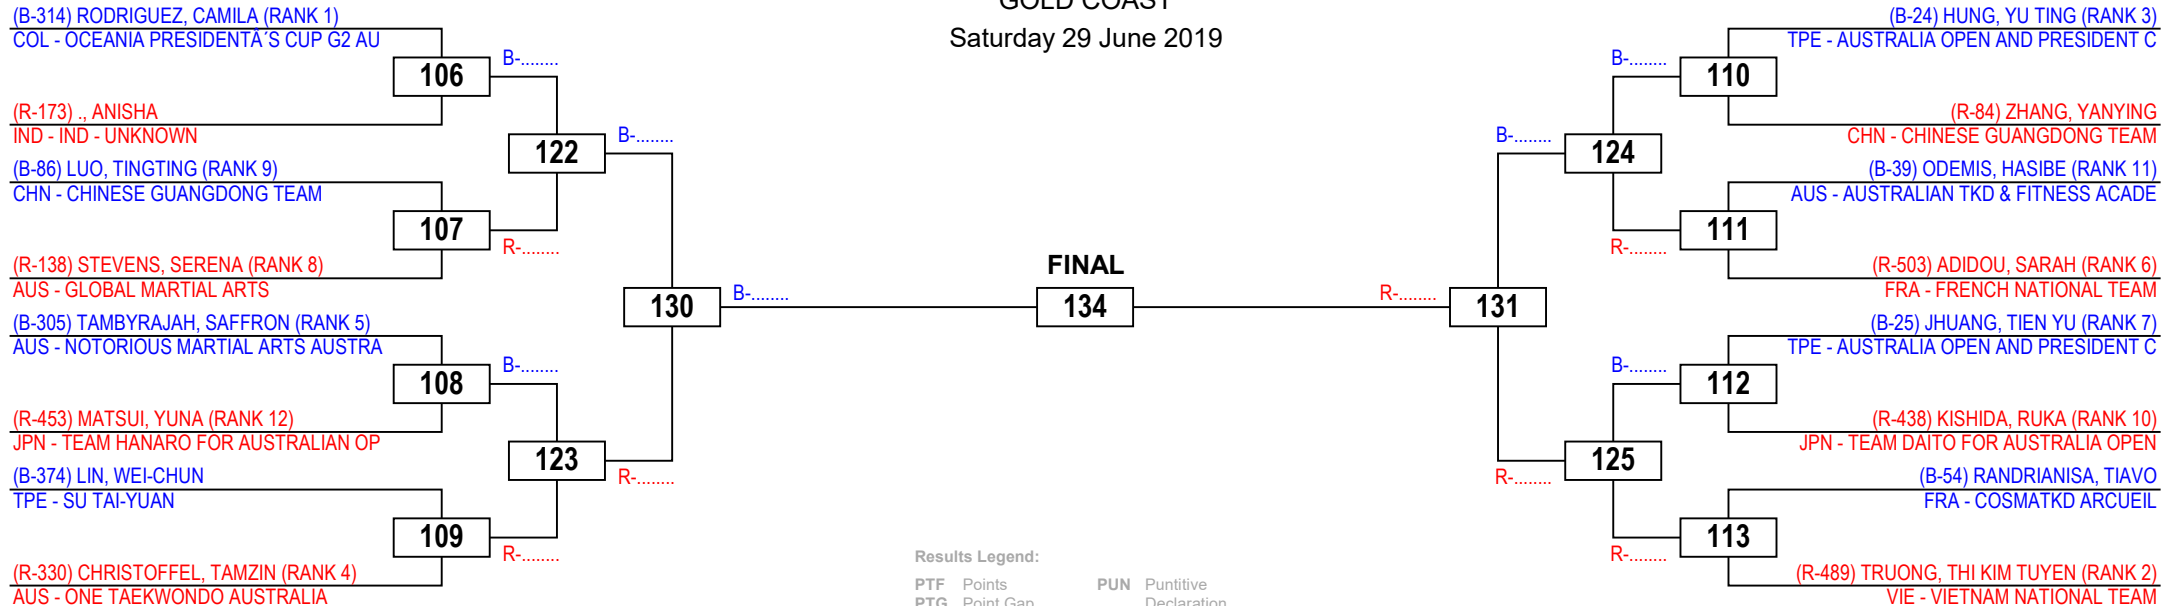 GOLD COAST
Saturday 29 June 2019
(B-314) RODRIGUEZ, CAMILA (RANK 1)
COL - OCEANIA PRESIDENTÂ´S CUP G2 AU
106
B-........
(R-173) ., ANISHA
IND - IND - UNKNOWN
122
B-........
(B-86) LUO, TINGTING (RANK 9)
CHN - CHINESE GUANGDONG TEAM
107
R-........
(R-138) STEVENS, SERENA (RANK 8)
AUS - GLOBAL MARTIAL ARTS
130
B-........
(B-305) TAMBYRAJAH, SAFFRON (RANK 5)
AUS - NOTORIOUS MARTIAL ARTS AUSTRA
108
B-........
(R-453) MATSUI, YUNA (RANK 12)
JPN - TEAM HANARO FOR AUSTRALIAN OP
123
R-........
(B-374) LIN, WEI-CHUN
TPE - SU TAI-YUAN
109
R-........
(R-330) CHRISTOFFEL, TAMZIN (RANK 4)
AUS - ONE TAEKWONDO AUSTRALIA
FINAL
134
(B-24) HUNG, YU TING (RANK 3)
TPE - AUSTRALIA OPEN AND PRESIDENT C
B-........
110
(R-84) ZHANG, YANYING
CHN - CHINESE GUANGDONG TEAM
B-........
124
(B-39) ODEMIS, HASIBE (RANK 11)
AUS - AUSTRALIAN TKD & FITNESS ACADE
R-........
111
(R-503) ADIDOU, SARAH (RANK 6)
FRA - FRENCH NATIONAL TEAM
R-........
131
(B-25) JHUANG, TIEN YU (RANK 7)
TPE - AUSTRALIA OPEN AND PRESIDENT C
B-........
112
(R-438) KISHIDA, RUKA (RANK 10)
JPN - TEAM DAITO FOR AUSTRALIA OPEN
R-........
125
(B-54) RANDRIANISA, TIAVO
FRA - COSMATKD ARCUEIL
R-........
113
(R-489) TRUONG, THI KIM TUYEN (RANK 2)
VIE - VIETNAM NATIONAL TEAM
Results Legend:
PTF Points PUN Puntitive
PTG Point Gap Declaration